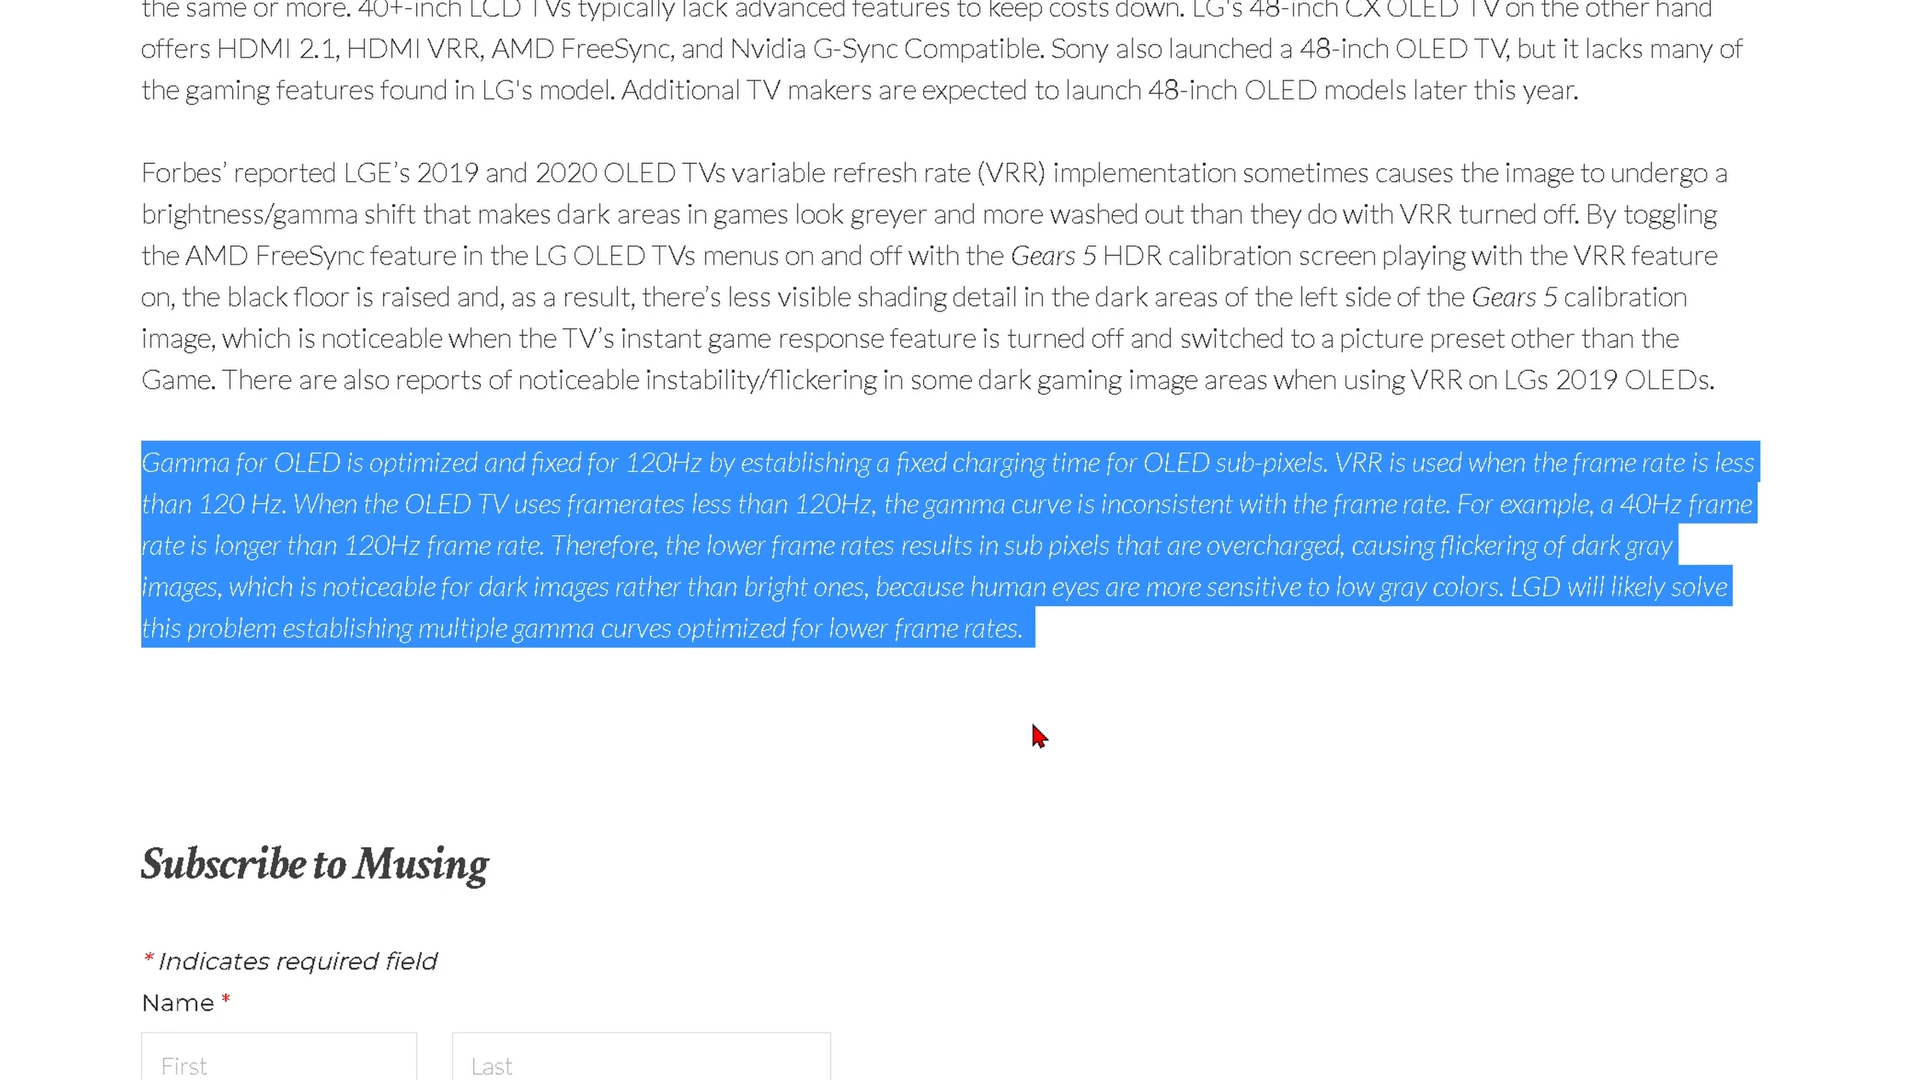 the same or more. 40+-inch LCD TVs typically lack advanced features to keep costs down. LG's 48-inch CX OLED TV on the other hand
offers HDMI 2.1, HDMI VRR, AMD FreeSync, and Nvidia G-Sync Compatible. Sony also launched a 48-inch OLED TV, but it lacks many of
the gaming features found in LG's model. Additional TV makers are expected to launch 48-inch OLED models later this year.
Forbes’ reported LGE’s 2019 and 2020 OLED TVs variable refresh rate (VRR) implementation sometimes causes the image to undergo a
brightness/gamma shift that makes dark areas in games look greyer and more washed out than they do with VRR turned off. By toggling
the AMD FreeSync feature in the LG OLED TVs menus on and off with the Gears 5 HDR calibration screen playing with the VRR feature
on, the black floor is raised and, as a result, there’s less visible shading detail in the dark areas of the left side of the Gears 5 calibration
image, which is noticeable when the TV’s instant game response feature is turned off and switched to a picture preset other than the
Game. There are also reports of noticeable instability/flickering in some dark gaming image areas when using VRR on LGs 2019 OLEDs.
Gamma for OLED is optimized and fixed for 120Hz by establishing a fixed charging time for OLED sub-pixels. VRR is used when the frame rate is less
than 120 Hz. When the OLED TV uses framerates less than 120Hz, the gamma curve is inconsistent with the frame rate. For example, a 40Hz frame
rate is longer than 120Hz frame rate. Therefore, the lower frame rates results in sub pixels that are overcharged, causing flickering of dark gray
images, which is noticeable for dark images rather than bright ones, because human eyes are more sensitive to low gray colors. LGD will likely solve
this problem establishing multiple gamma curves optimized for lower frame rates.
Subscribe to Musing
* Indicates required field
Name *
First Last